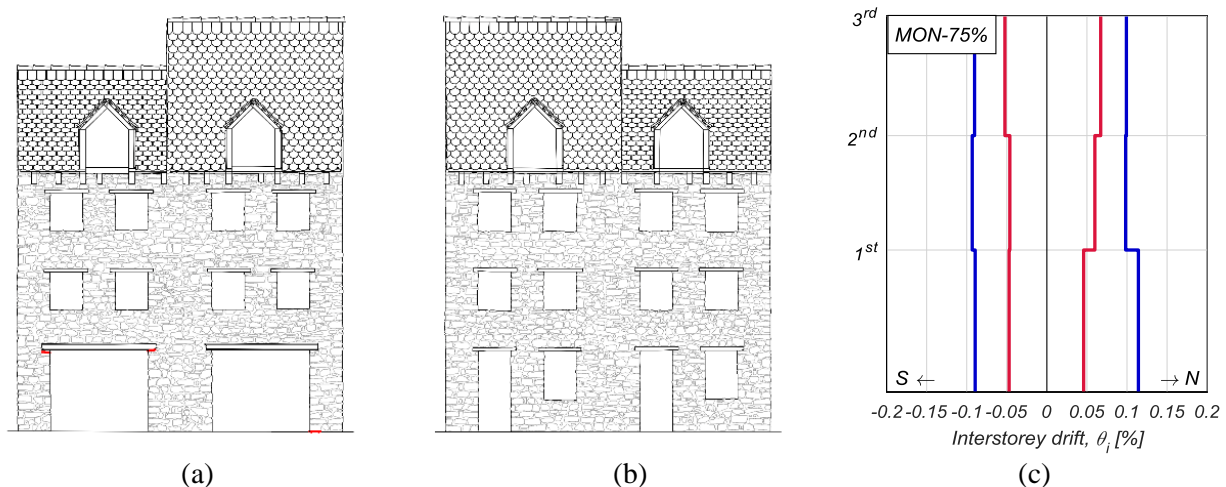 3rd
MON-75%
2nd
1st
S ← → N
-0.2 -0.15 -0.1 -0.05 0 0.05 0.1 0.15 0.2
Interstorey drift, θi [%]
(a) (b) (c)